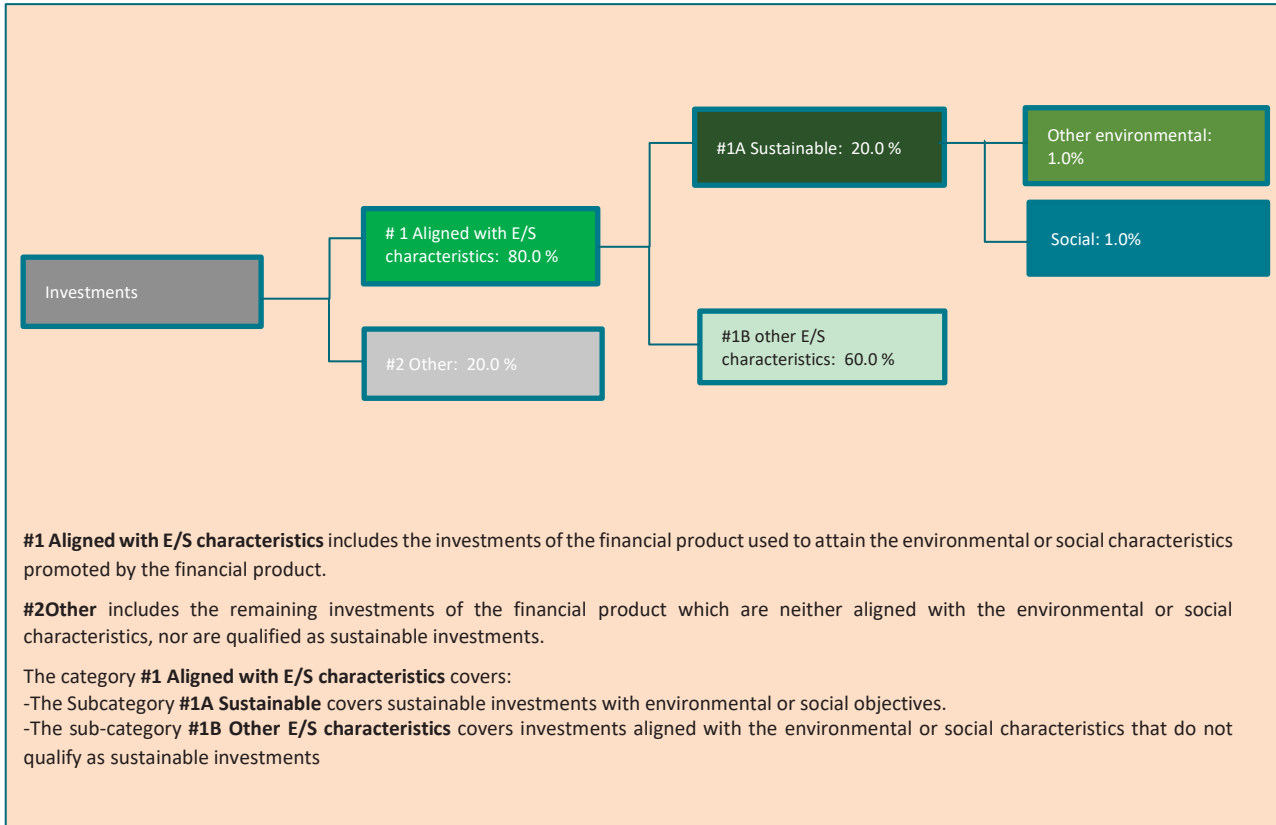 #1A Sustainable: 20.0 %
Other environmental:
1.0%
# 1 Aligned with E/S
characteristics: 80.0 %
Social: 1.0%
Investments
#1B other E/S
characteristics: 60.0 %
#2 Other: 20.0 %
#1 Aligned with E/S characteristics includes the investments of the financial product used to attain the environmental or social characteristics
promoted by the financial product.
#2Other includes the remaining investments of the financial product which are neither aligned with the environmental or social
characteristics, nor are qualified as sustainable investments.
The category #1 Aligned with E/S characteristics covers:
-The Subcategory #1A Sustainable covers sustainable investments with environmental or social objectives.
-The sub-category #1B Other E/S characteristics covers investments aligned with the environmental or social characteristics that do not
qualify as sustainable investments